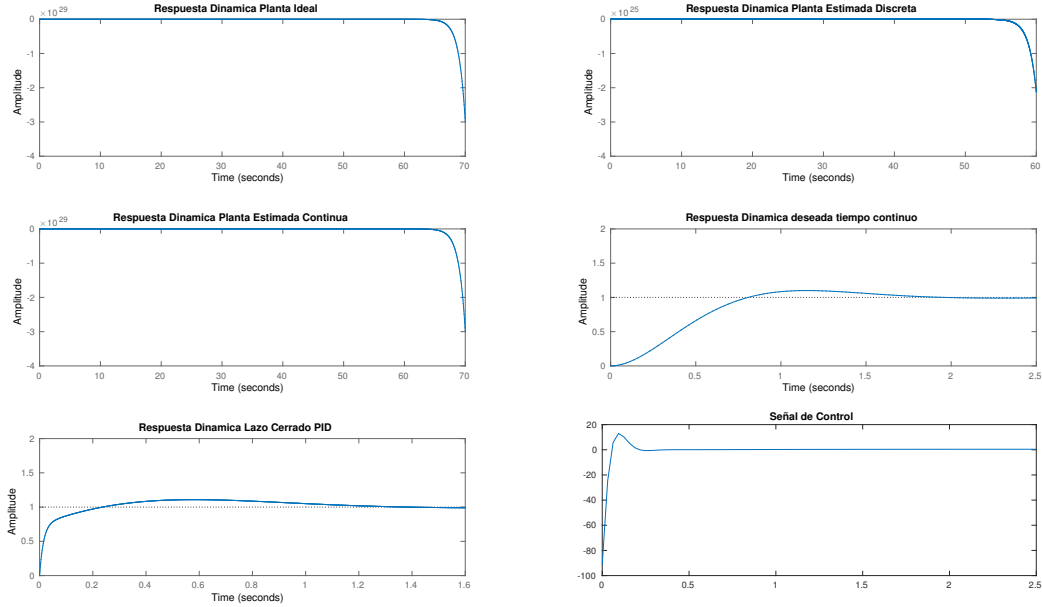 Respuesta Dinamica Planta Ideal
×10^29
0
-1
-2
-3
-4
Amplitude
0 10 20 30 40 50 60 70
Time (seconds)
Respuesta Dinamica Planta Estimada Discreta
×10^25
0
-1
-2
-3
-4
Amplitude
0 10 20 30 40 50 60
Time (seconds)
Respuesta Dinamica Planta Estimada Continua
×10^29
0
-1
-2
-3
-4
Amplitude
0 10 20 30 40 50 60 70
Time (seconds)
Respuesta Dinamica deseada tiempo continuo
2
1.5
1
0.5
0
Amplitude
0 0.5 1 1.5 2 2.5
Time (seconds)
Respuesta Dinamica Lazo Cerrado PID
2
1
0
Amplitude
0 0.2 0.4 0.6 0.8 1 1.2 1.4 1.6
Time (seconds)
Señal de Control
20
0
-20
-40
-60
-80
-100
0 0.5 1 1.5 2 2.5